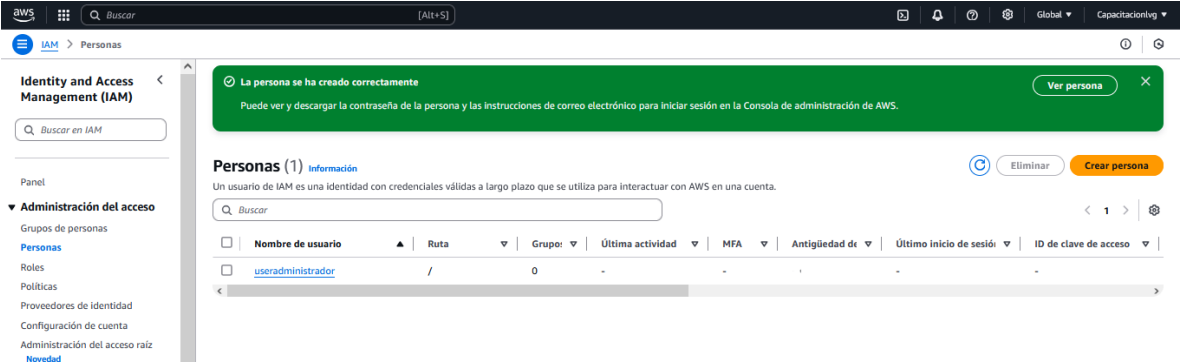 aws Buscar [Alt+S] Global Capacitacionlvg
IAM > Personas
Identity and Access Management (IAM)
Buscar en IAM
Panel
Administración del acceso
Grupos de personas
Personas
Roles
Políticas
Proveedores de identidad
Configuración de cuenta
Administración del acceso raíz
Novedad
La persona se ha creado correctamente
Puede ver y descargar la contraseña de la persona y las instrucciones de correo electrónico para iniciar sesión en la Consola de administración de AWS.
Ver persona
Personas (1) Información
Eliminar
Crear persona
Un usuario de IAM es una identidad con credenciales válidas a largo plazo que se utiliza para interactuar con AWS en una cuenta.
Buscar
< 1 >
Nombre de usuario Ruta Grupos Última actividad MFA Antigüedad de Último inicio de sesión ID de clave de acceso
useradministrador / 0 - - - -